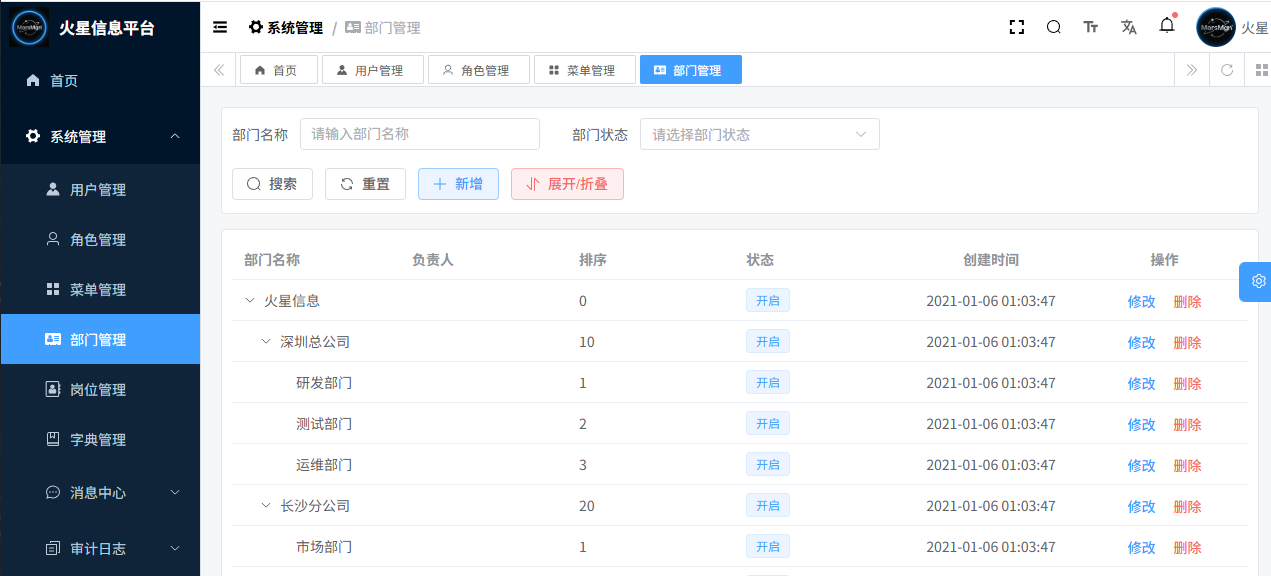 火星信息平台
系统管理 / 部门管理
火星
首页
用户管理
角色管理
菜单管理
部门管理
首页
系统管理
用户管理
角色管理
菜单管理
部门管理
岗位管理
字典管理
消息中心
审计日志
部门名称 请输入部门名称 部门状态 请选择部门状态
搜索 重置 新增 展开/折叠
部门名称 负责人 排序 状态 创建时间 操作
火星信息 0 开启 2021-01-06 01:03:47 修改 删除
深圳总公司 10 开启 2021-01-06 01:03:47 修改 删除
研发部门 1 开启 2021-01-06 01:03:47 修改 删除
测试部门 2 开启 2021-01-06 01:03:47 修改 删除
运维部门 3 开启 2021-01-06 01:03:47 修改 删除
长沙分公司 20 开启 2021-01-06 01:03:47 修改 删除
市场部门 1 开启 2021-01-06 01:03:47 修改 删除